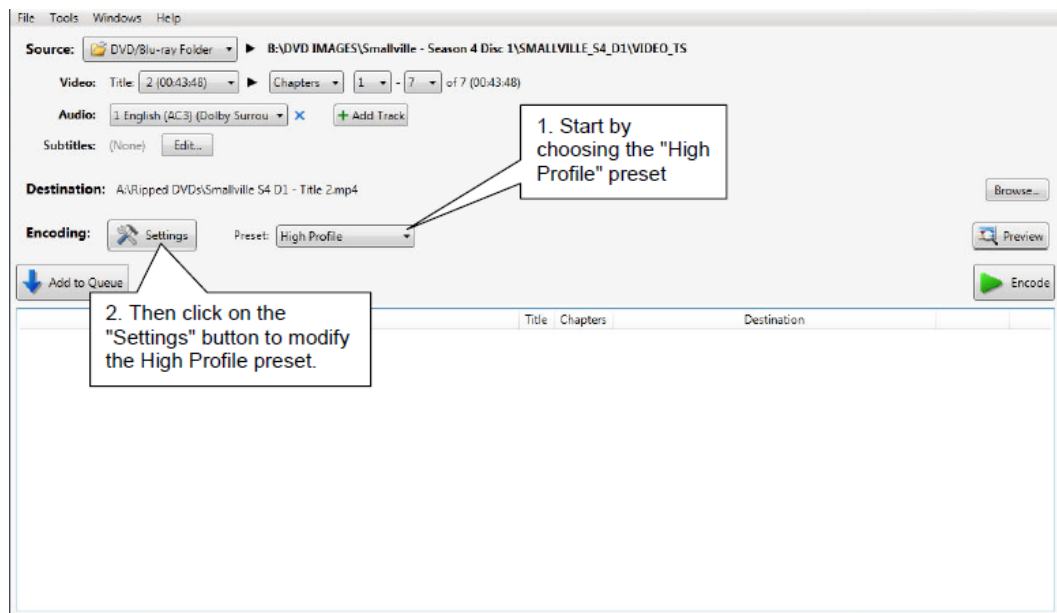 File Tools Windows Help
Source: DVD/Blu-ray Folder B:\DVD IMAGES\Smallville - Season 4 Disc 1\SMALLVILLE_S4_D1\VIDEO_TS
Video: Title: 2 (00:43:48) Chapters 1 - 7 of 7 (00:43:48)
Audio: 1 English (AC3) (Dolby Surrou + Add Track
Subtitles: (None) Edit...
1. Start by
choosing the "High
Profile" preset
Destination: A:\Ripped DVDs\Smallville S4 D1 - Title 2.mp4 Browse...
Encoding: Settings Preset: High Profile Preview
Add to Queue Encode
2. Then click on the
"Settings" button to modify
the High Profile preset.
Title Chapters Destination